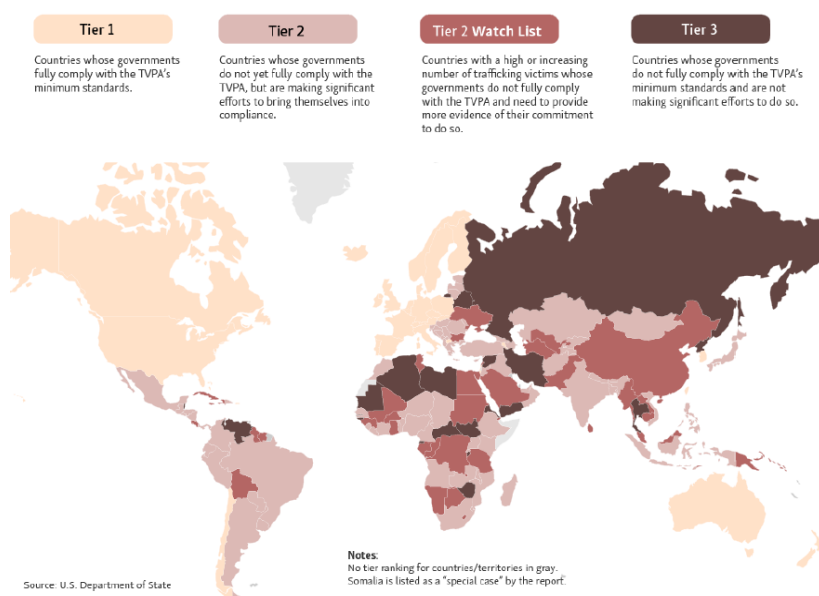 Tier 1
Tier 2
Tier 2 Watch List
Tier 3
Countries whose governments
fully comply with the TVPA's
minimum standards.
Countries whose governments
do not yet fully comply with the
TVPA, but are making significant
efforts to bring themselves into
compliance.
Countries with a high or increasing
number of trafficking victims whose
governments do not fully comply
with the TVPA and need to provide
more evidence of their commitment
to do so.
Countries whose governments
do not fully comply with the TVPA's
minimum standards and are not
making significant efforts to do so.
Notes:
No tier ranking for countries/territories in gray.
Somalia is listed as a "special case" by the report.
Source: U.S. Department of State